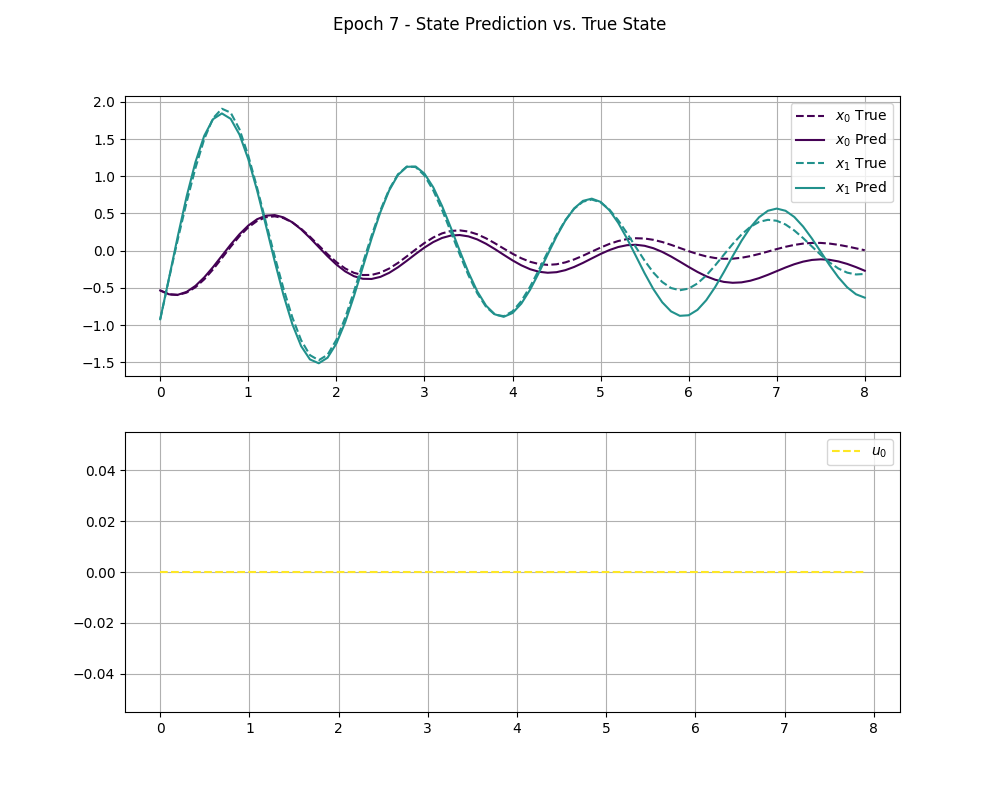 Epoch 7 - State Prediction vs. True State
2.0
1.5
1.0
0.5
0.0
−0.5
−1.0
−1.5
x₀ True
x₀ Pred
x₁ True
x₁ Pred
0 1 2 3 4 5 6 7 8
0.04
0.02
0.00
−0.02
−0.04
u₀
0 1 2 3 4 5 6 7 8